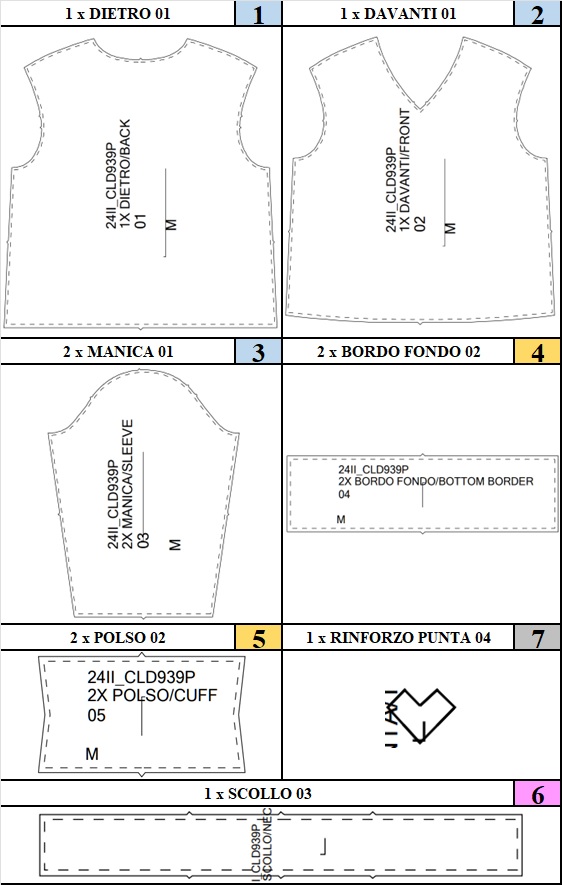 1 x DIETRO 01
1
1 x DAVANTI 01
2
24II_CLD939P
1X DIETRO/BACK
01
M
24II_CLD939P
1X DAVANTI/FRONT
02
M
2 x MANICA 01
3
2 x BORDO FONDO 02
4
24II_CLD939P
2X MANICA/SLEEVE
03
M
24II_CLD939P
2X BORDO FONDO/BOTTOM BORDER
04
M
2 x POLSO 02
5
1 x RINFORZO PUNTA 04
7
24II_CLD939P
2X POLSO/CUFF
05
M
1 x SCOLLO 03
6
I_CLD939P
SCOLLO/NEC